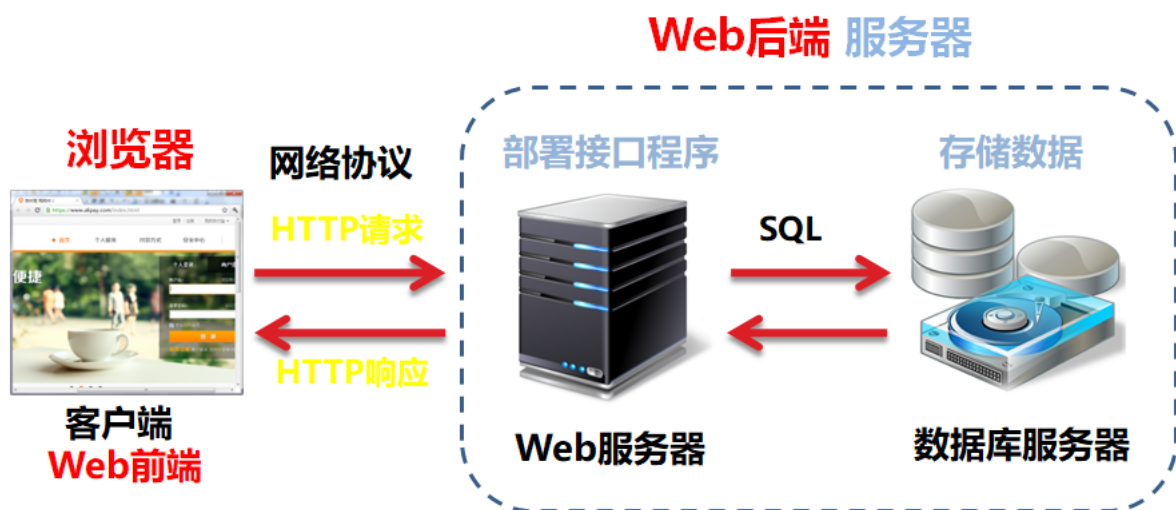 Web后端 服务器
浏览器
网络协议
部署接口程序
存储数据
HTTP请求
SQL
便捷
HTTP响应
客户端
Web前端
Web服务器
数据库服务器